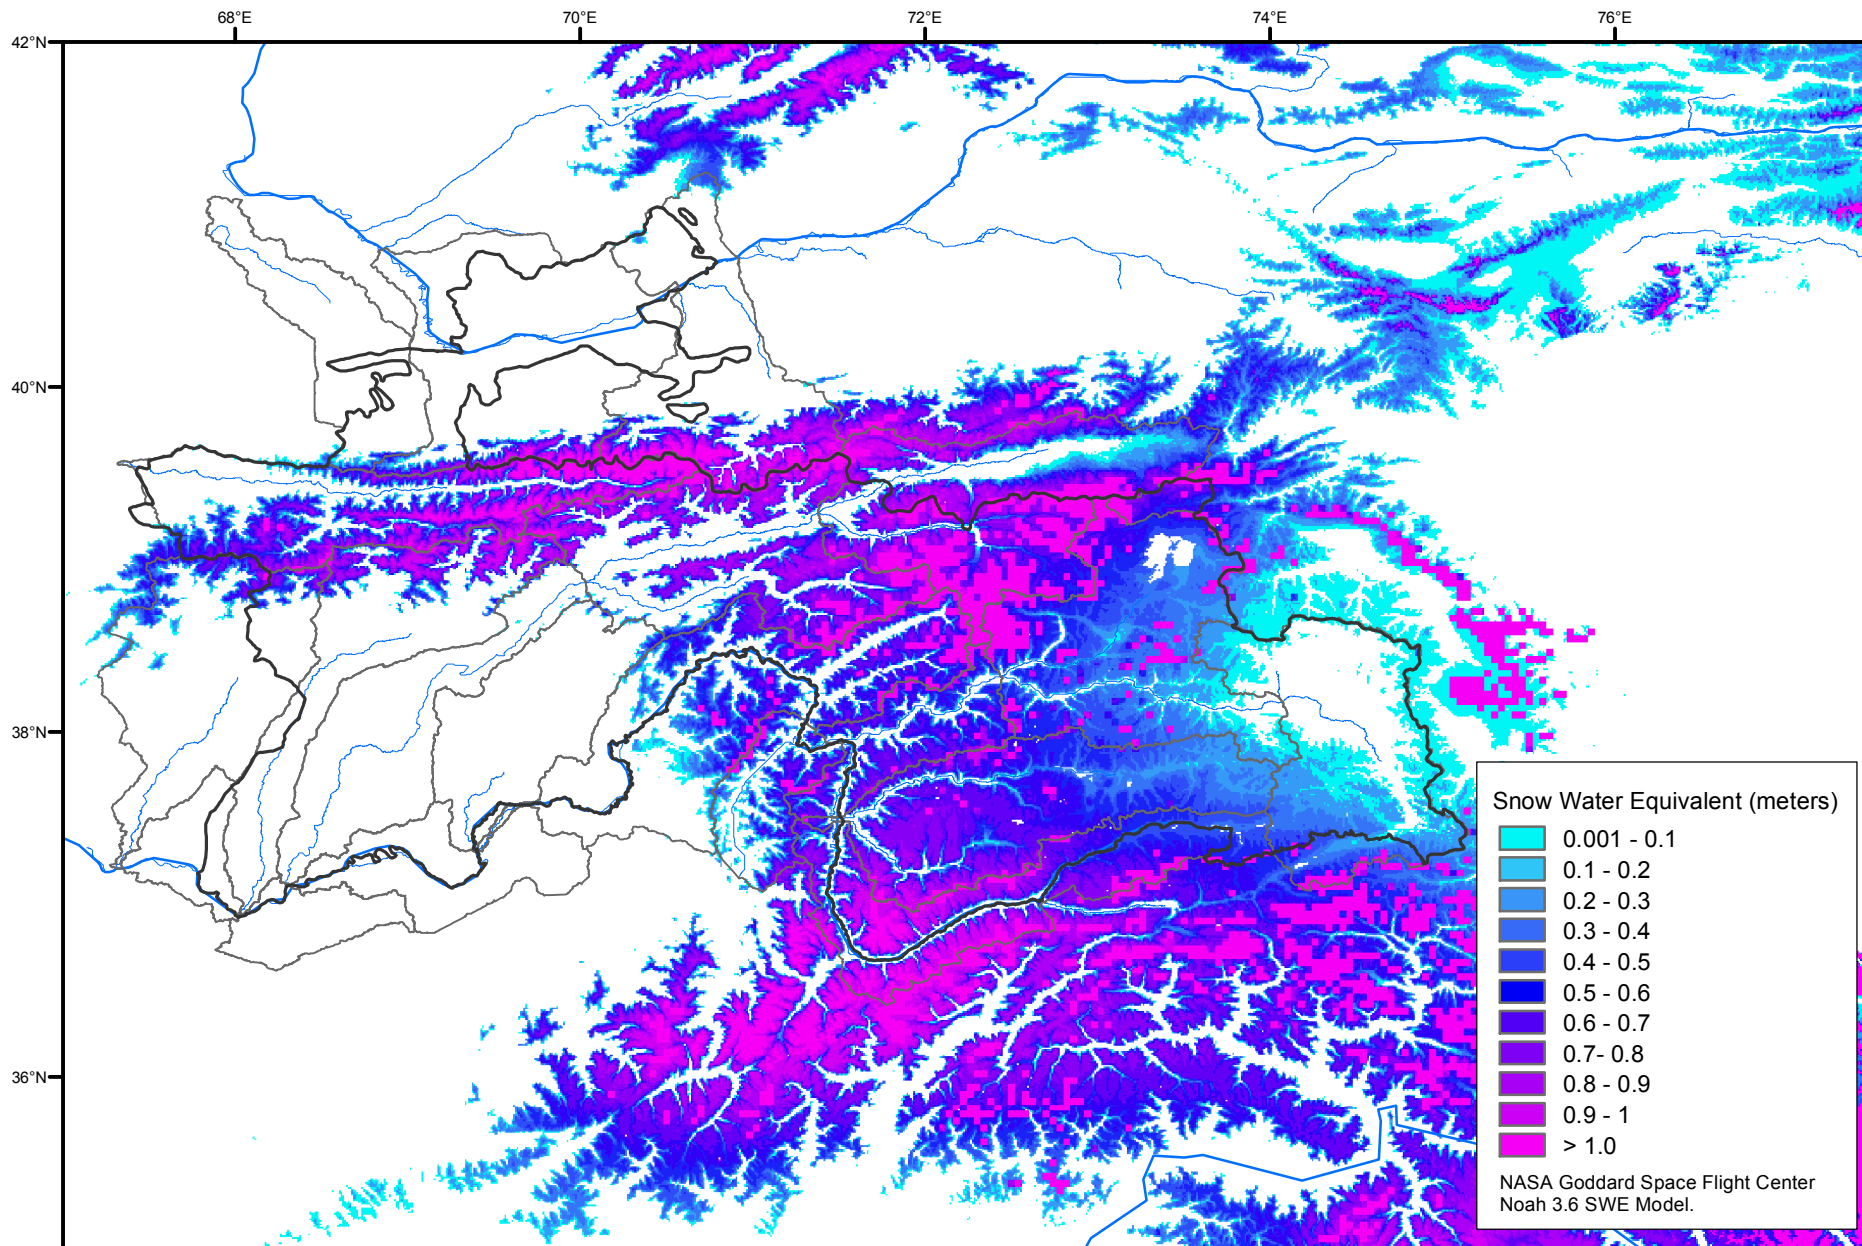 68°E 70°E 72°E 74°E 76°E
42°N
40°N
38°N
36°N
Snow Water Equivalent (meters)
0.001 - 0.1
0.1 - 0.2
0.2 - 0.3
0.3 - 0.4
0.4 - 0.5
0.5 - 0.6
0.6 - 0.7
0.7- 0.8
0.8 - 0.9
0.9 - 1
> 1.0
NASA Goddard Space Flight Center
Noah 3.6 SWE Model.